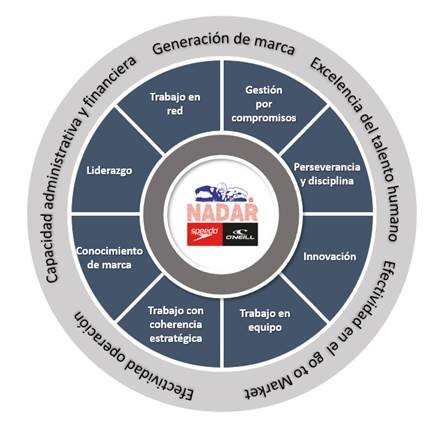 Generación de marca
Excelencia del talento humano
Efectividad en el go to Market
Efectividad operación
Capacidad administrativa y financiera
Trabajo en
red
Gestión
por
compromisos
Perseverancia
y disciplina
Innovación
Trabajo en
equipo
Trabajo con
coherencia
estratégica
Conocimiento
de marca
Liderazgo
NADAR
speedo
O'NEILL